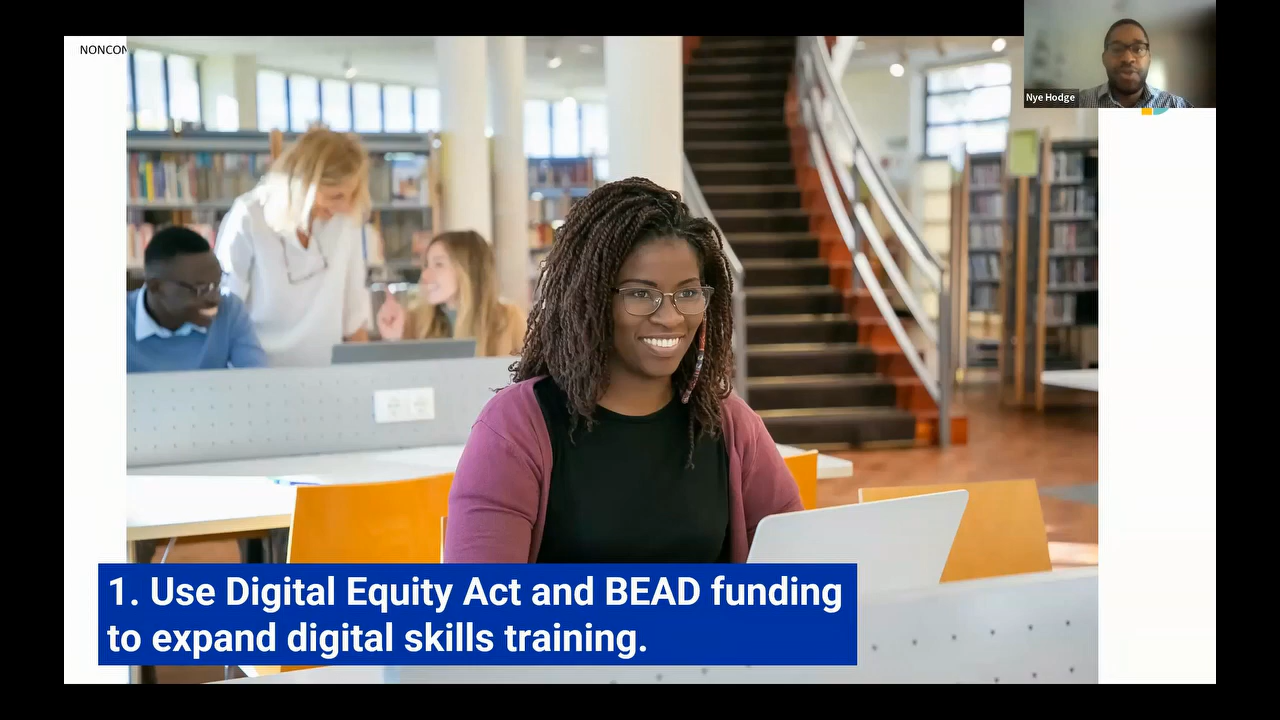 NONCON
Nye Hodge
1. Use Digital Equity Act and BEAD funding
to expand digital skills training.